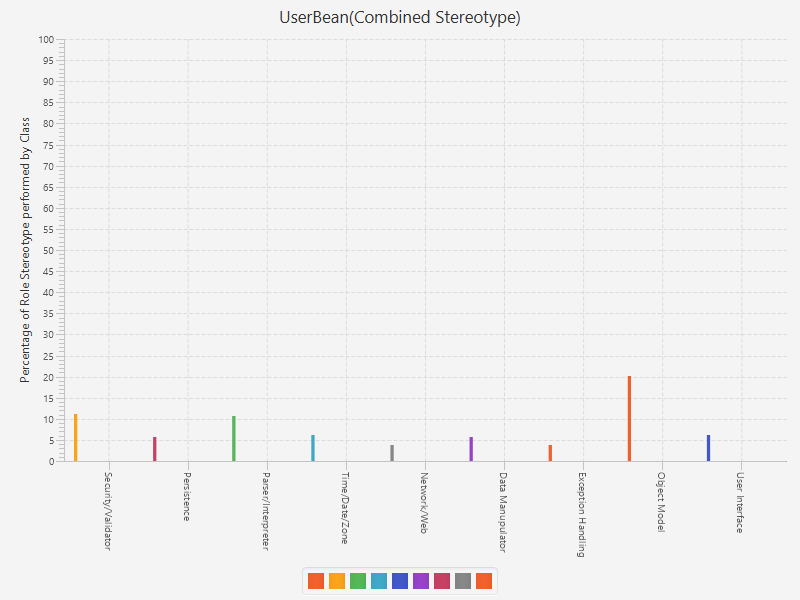 UserBean(Combined Stereotype)
Percentage of Role Stereotype performed by Class
100
95
90
85
80
75
70
65
60
55
50
45
40
35
30
25
20
15
10
5
0
Security/Validator
Persistence
Parser/Interpreter
Time/Date/Zone
Network/Web
Data Manupulator
Exception Handling
Object Model
User Interface